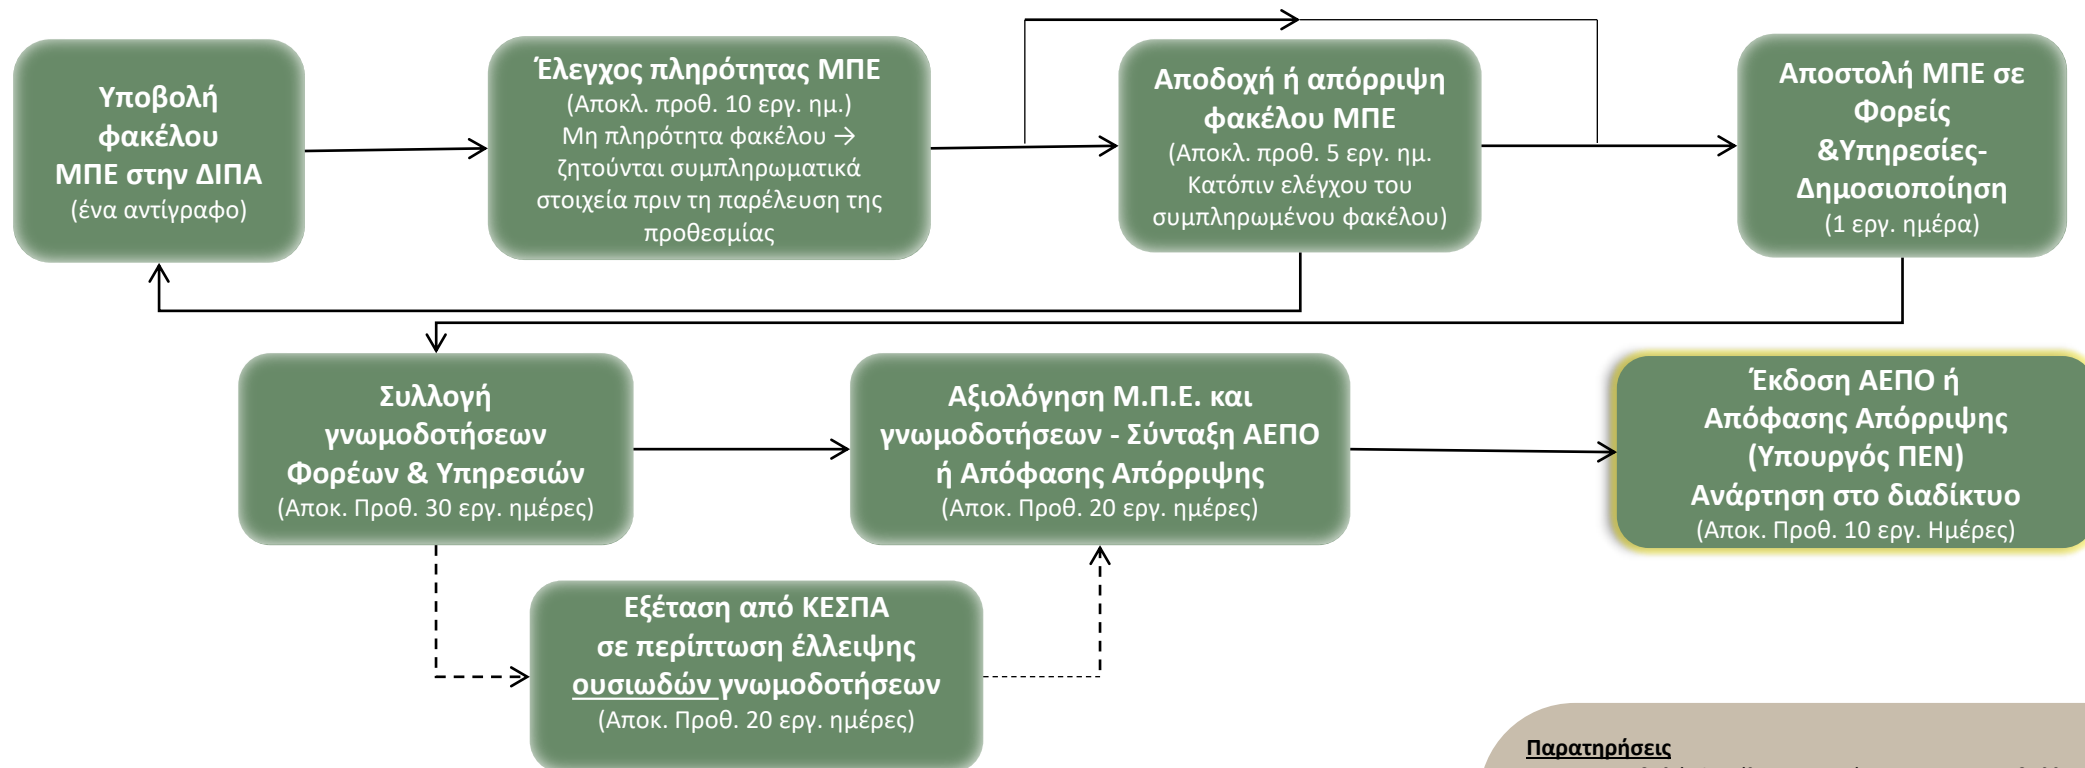 Υποβολή
φακέλου
ΜΠΕ στην ΔΙΠΑ
(ένα αντίγραφο)
Έλεγχος πληρότητας ΜΠΕ
(Αποκλ. προθ. 10 εργ. ημ.)
Μη πληρότητα φακέλου →
ζητούνται συμπληρωματικά
στοιχεία πριν τη παρέλευση της
προθεσμίας
Αποδοχή ή απόρριψη
φακέλου ΜΠΕ
(Αποκλ. προθ. 5 εργ. ημ.
Κατόπιν ελέγχου του
συμπληρωμένου φακέλου)
Αποστολή ΜΠΕ σε
Φορείς
&Υπηρεσίες-
Δημοσιοποίηση
(1 εργ. ημέρα)
Συλλογή
γνωμοδοτήσεων
Φορέων & Υπηρεσιών
(Αποκ. Προθ. 30 εργ. ημέρες)
Αξιολόγηση Μ.Π.Ε. και
γνωμοδοτήσεων - Σύνταξη ΑΕΠΟ
ή Απόφασης Απόρριψης
(Αποκ. Προθ. 20 εργ. ημέρες)
Έκδοση ΑΕΠΟ ή
Απόφασης Απόρριψης
(Υπουργός ΠΕΝ)
Ανάρτηση στο διαδίκτυο
(Αποκ. Προθ. 10 εργ. Ημέρες)
Εξέταση από ΚΕΣΠΑ
σε περίπτωση έλλειψης
ουσιωδών γνωμοδοτήσεων
(Αποκ. Προθ. 20 εργ. ημέρες)
Παρατηρήσεις